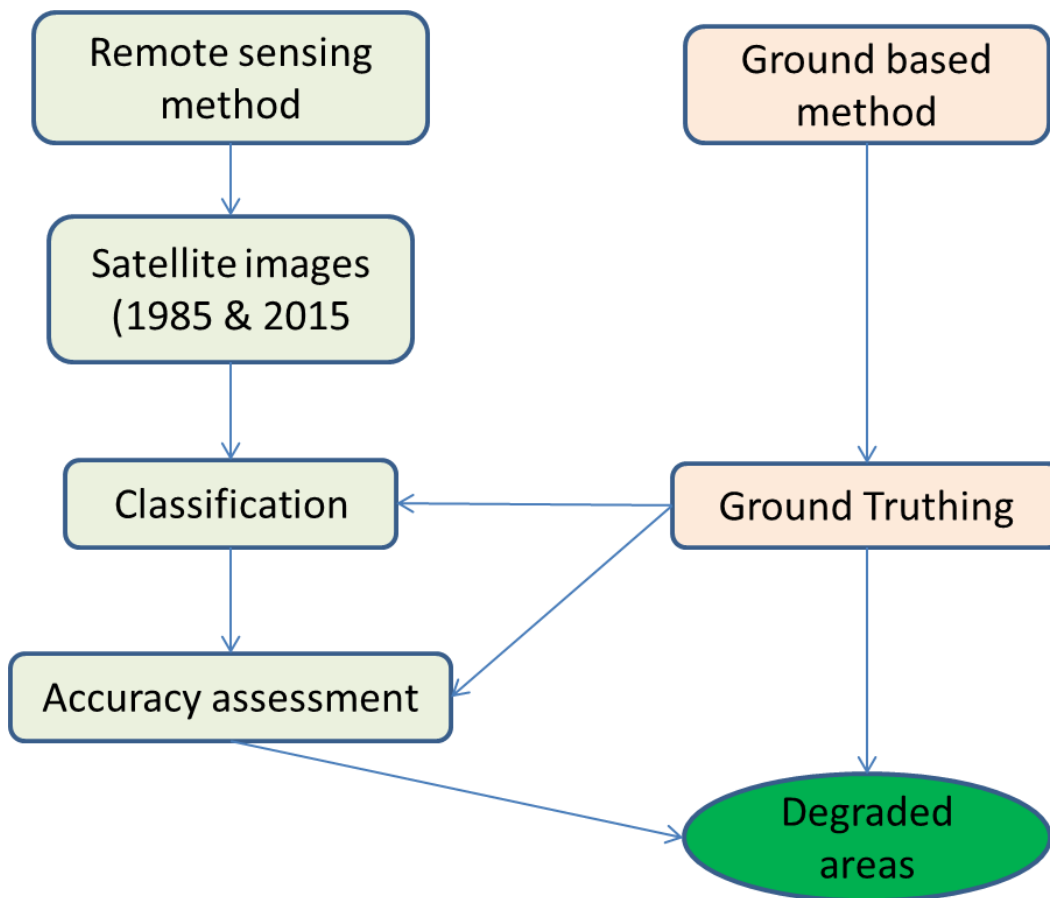 Remote sensing
method
Ground based
method
Satellite images
(1985 & 2015
Classification
Ground Truthing
Accuracy assessment
Degraded
areas